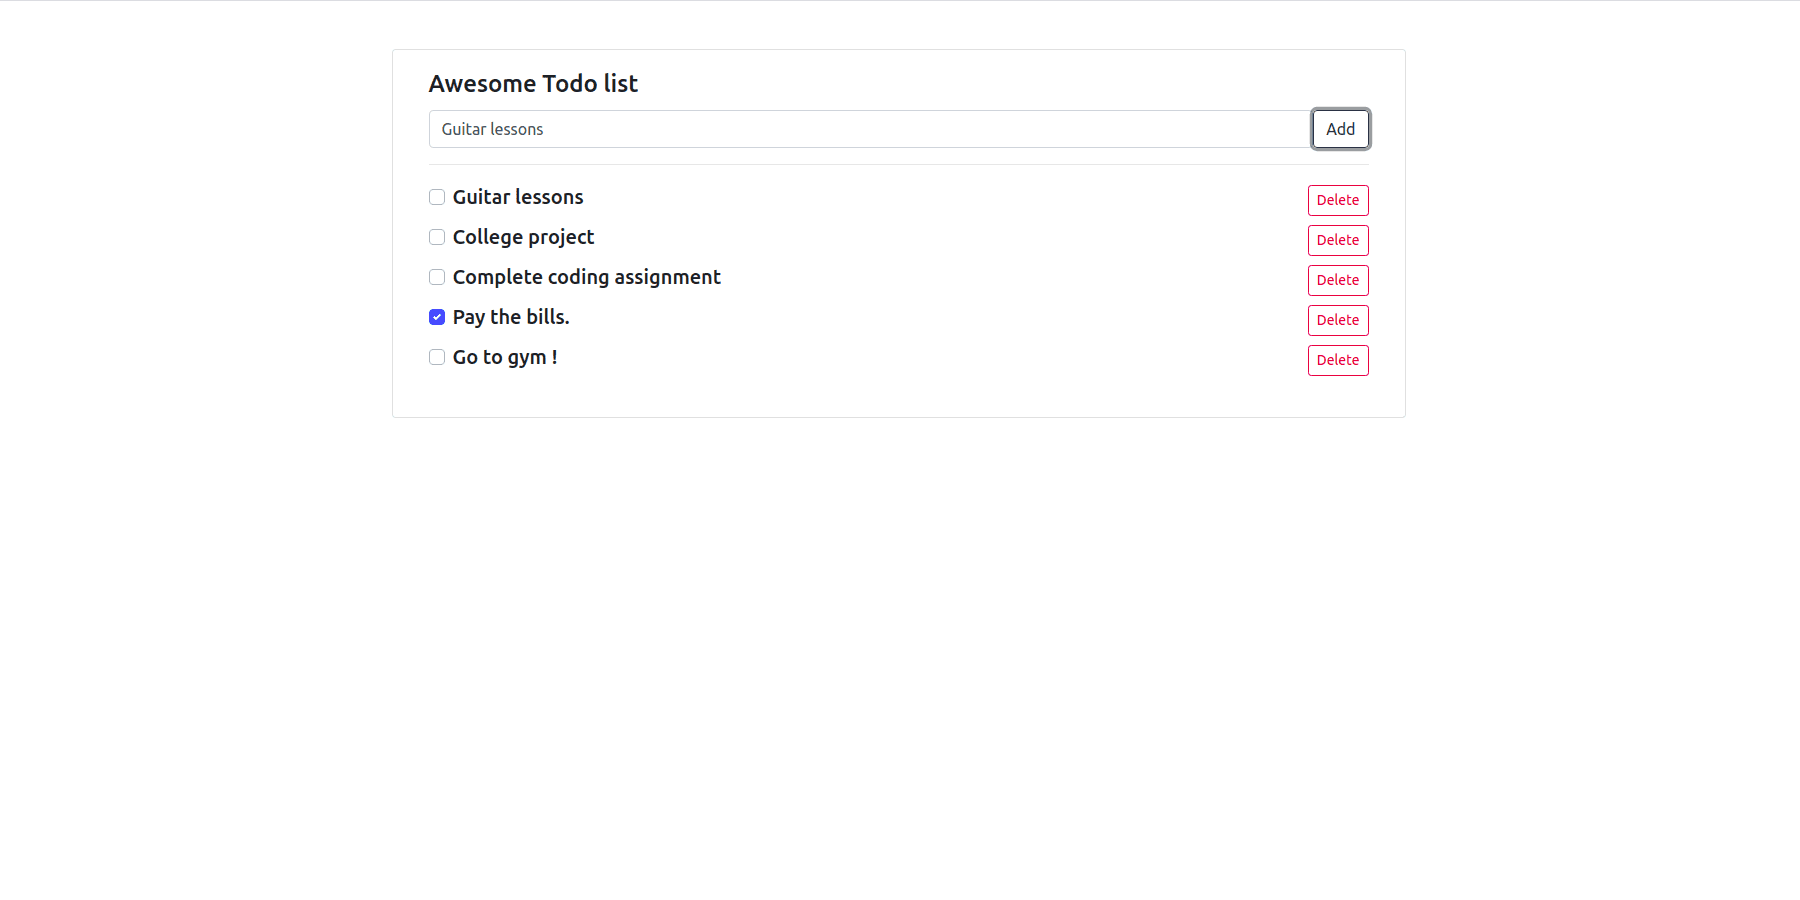 Awesome Todo list
Guitar lessons Add
Guitar lessons Delete
College project Delete
Complete coding assignment Delete
Pay the bills. Delete
Go to gym ! Delete